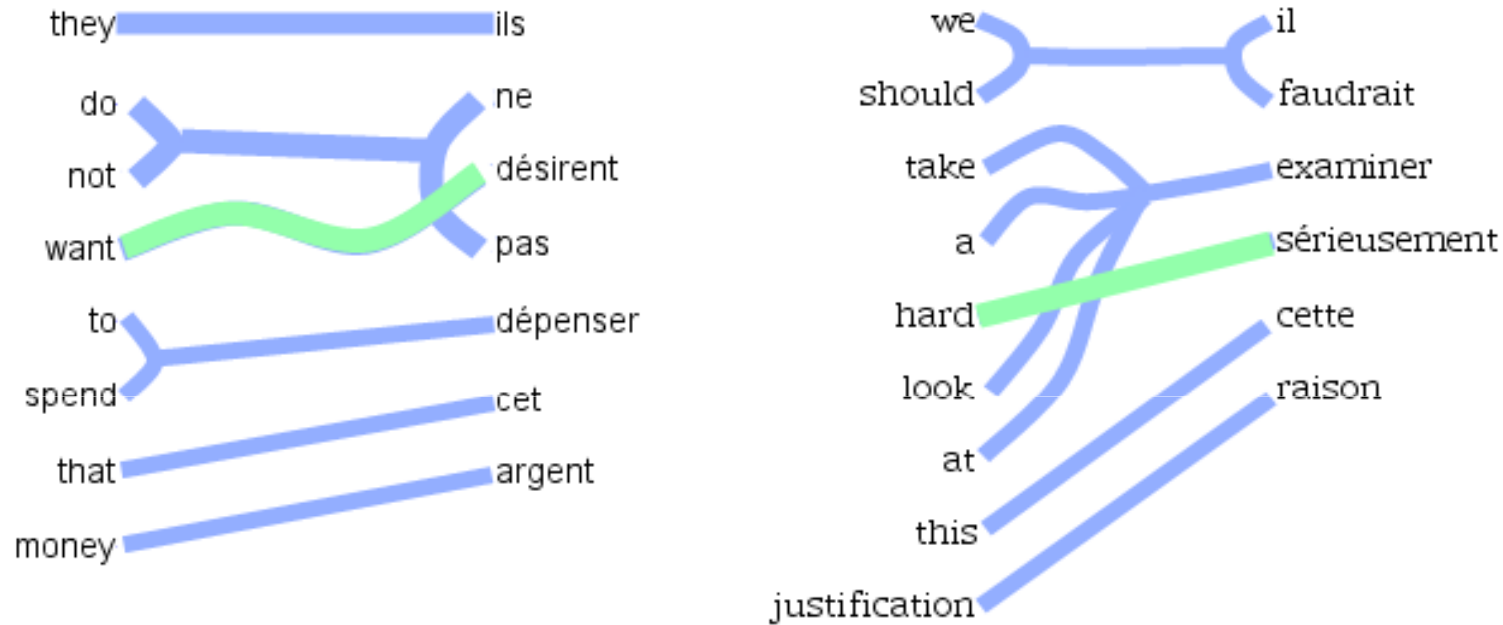 they ils
do ne
not désirent
want pas
to dépenser
spend cet
that argent
money
we il
should faudrait
take examiner
a sérieusement
hard cette
look raison
at
this
justification